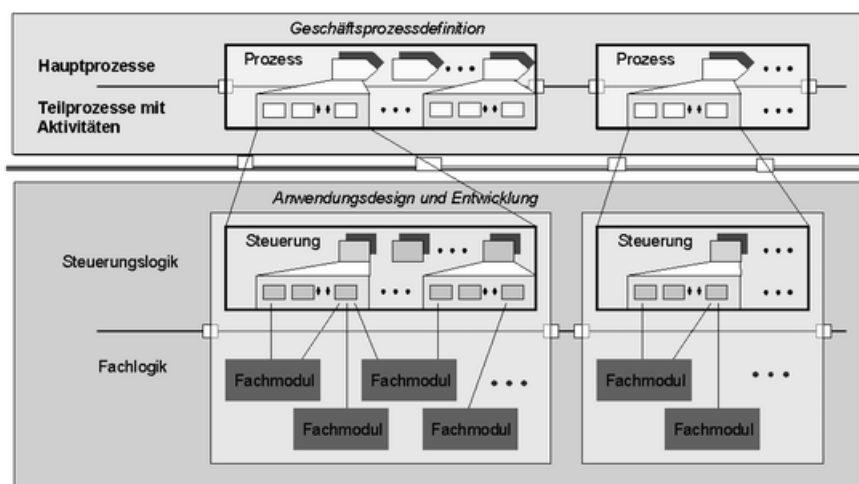 Geschäftsprozessdefinition
Hauptprozesse
Prozess
Prozess
Teilprozesse mit
Aktivitäten
Anwendungsdesign und Entwicklung
Steuerungslogik
Steuerung
Steuerung
Fachlogik
Fachmodul
Fachmodul
Fachmodul
Fachmodul
Fachmodul
Fachmodul